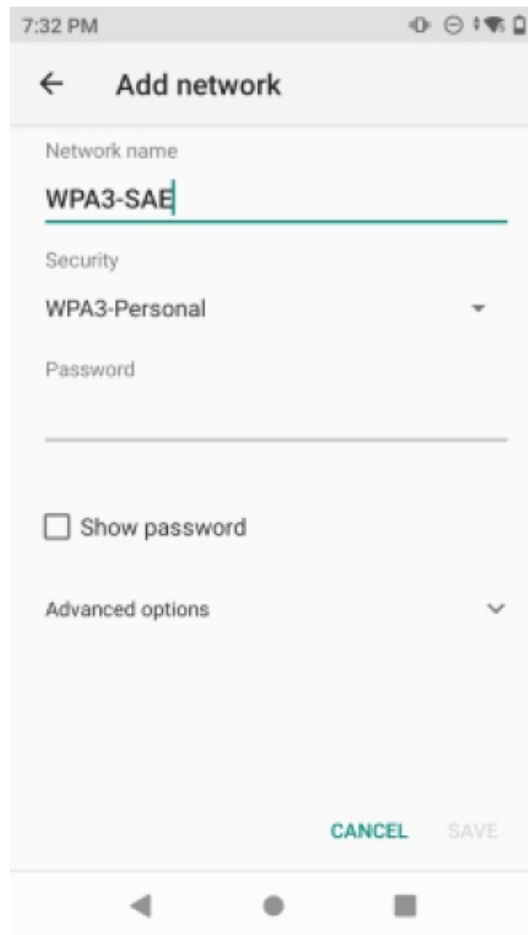 7:32 PM
Add network
Network name
WPA3-SAE
Security
WPA3-Personal
Password
Show password
Advanced options
CANCEL SAVE